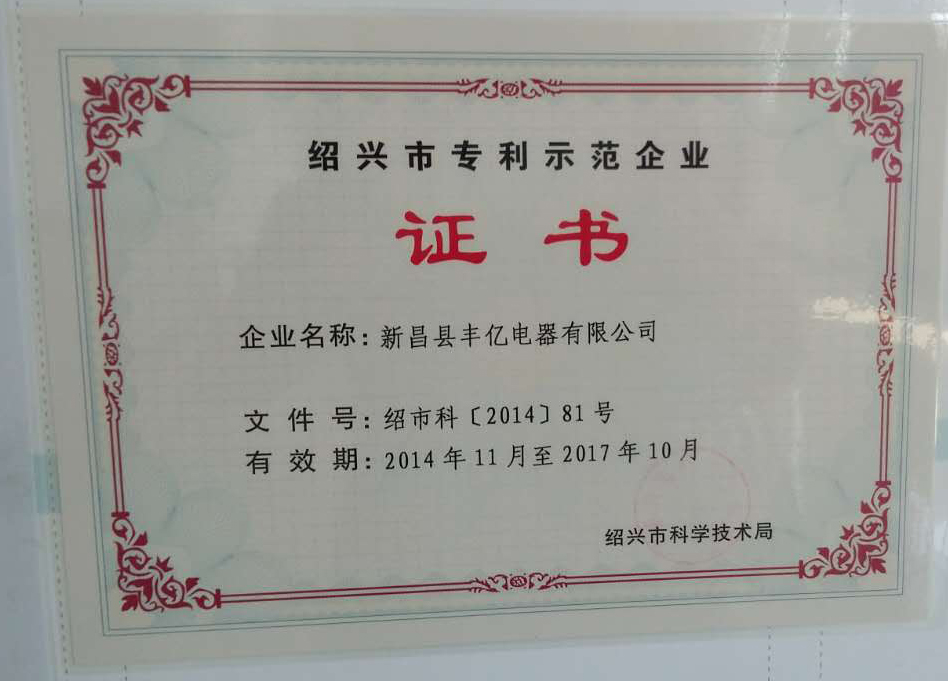 绍兴市专利示范企业
证书
企业名称：新昌县丰亿电器有限公司
文件号：绍市科〔2014〕81号
有效期：2014年11月至2017年10月
绍兴市科学技术局